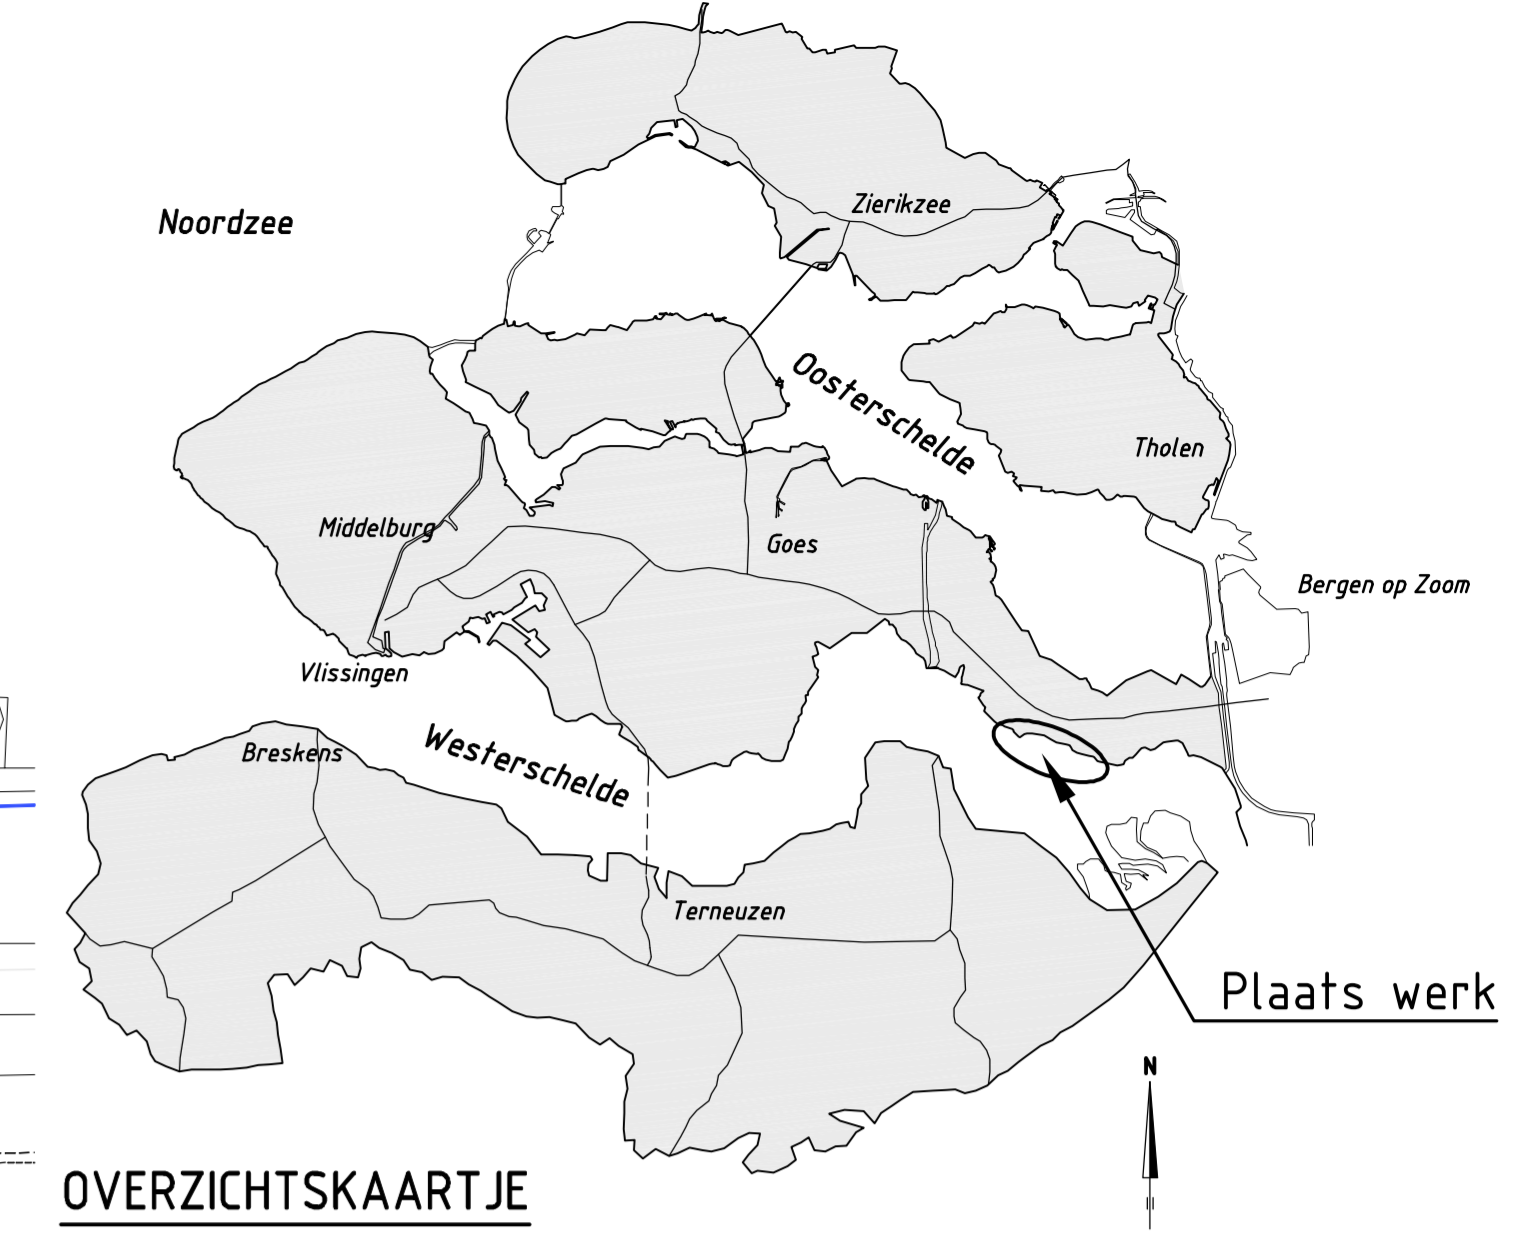 Zierikzee
Noordzee
Oosterschelde
Tholen
Middelburg
Goes
Bergen op Zoom
Vlissingen
Breskens
Westerschelde
Terneuzen
Plaats werk
N
OVERZICHTSKAARTJE